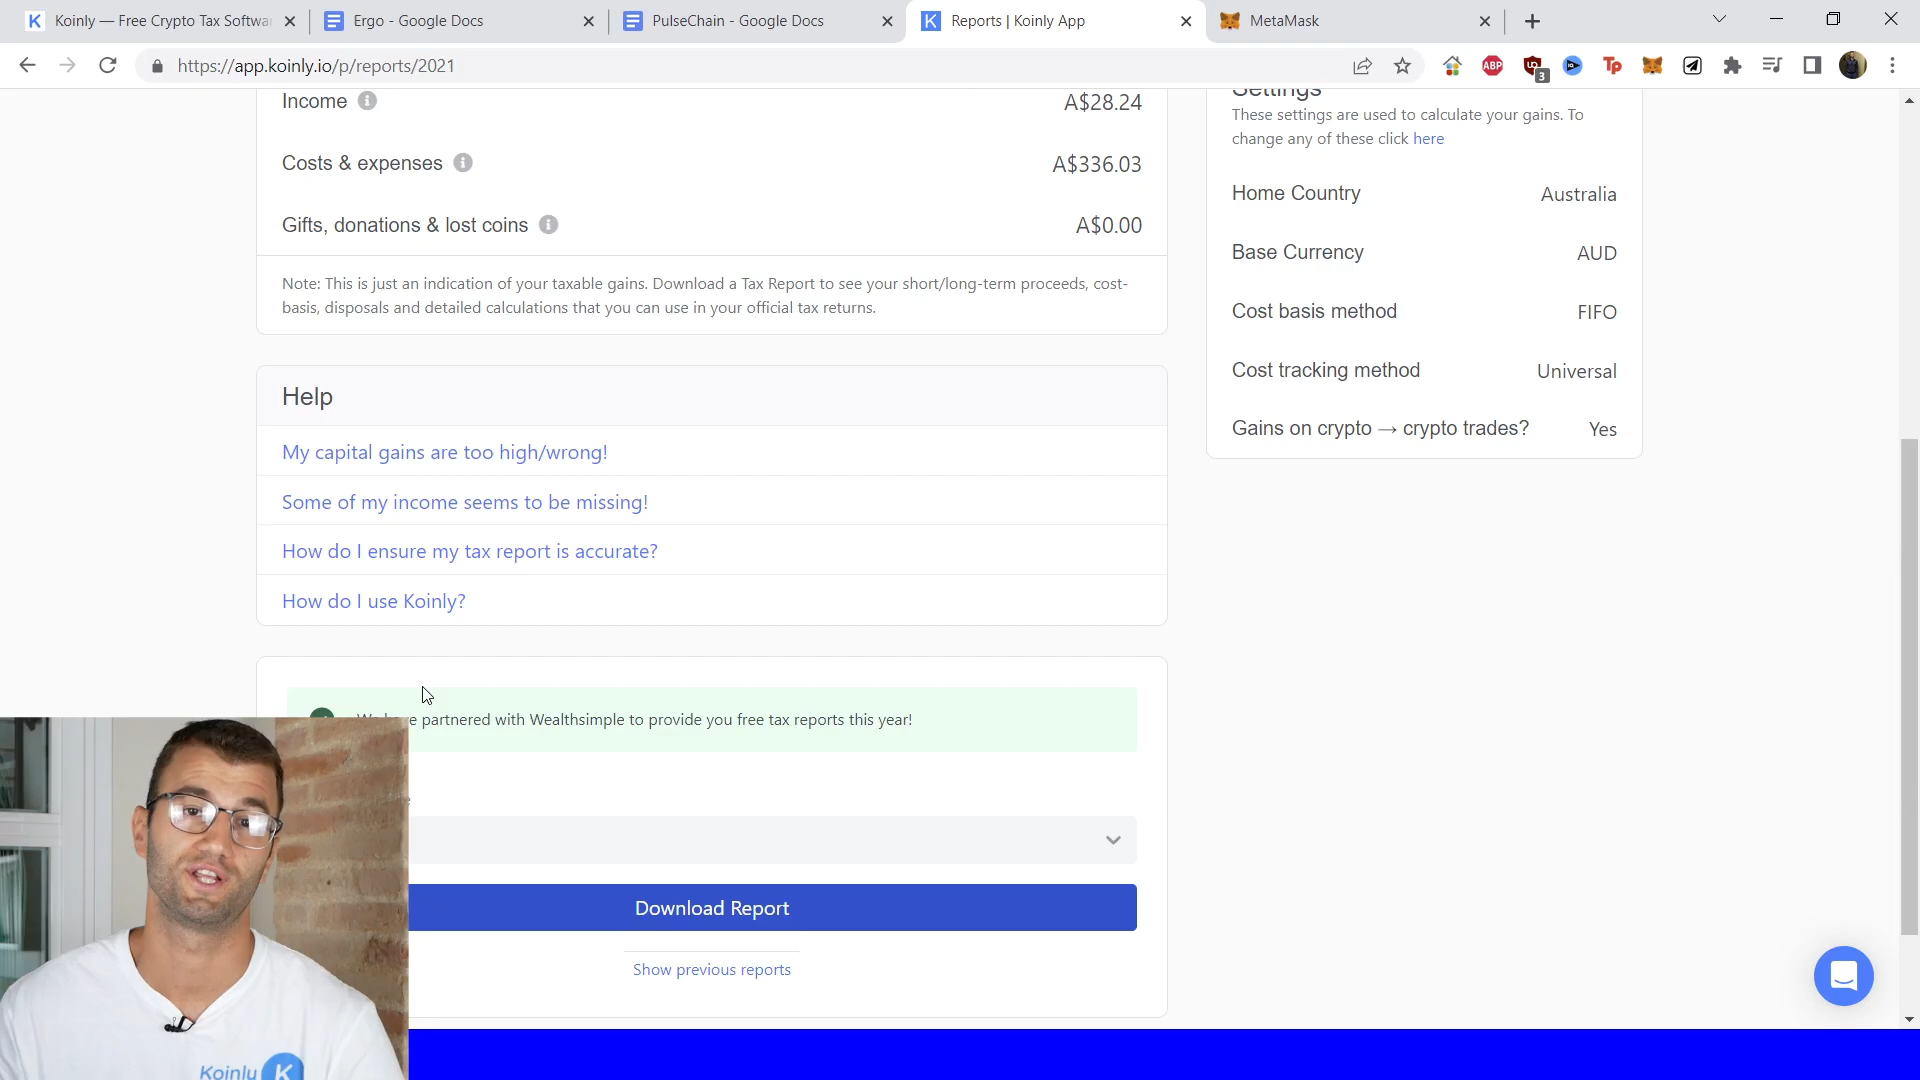 Koinly — Free Crypto Tax Softwa
Ergo - Google Docs
PulseChain - Google Docs
Reports | Koinly App
MetaMask
https://app.koinly.io/p/reports/2021
ABP
3
Tp
Income
A$28.24
Costs & expenses
A$336.03
Gifts, donations & lost coins
A$0.00
Note: This is just an indication of your taxable gains. Download a Tax Report to see your short/long-term proceeds, cost-
basis, disposals and detailed calculations that you can use in your official tax returns.
Help
My capital gains are too high/wrong!
Some of my income seems to be missing!
How do I ensure my tax report is accurate?
How do I use Koinly?
partnered with Wealthsimple to provide you free tax reports this year!
Download Report
Show previous reports
Settings
These settings are used to calculate your gains. To
change any of these click here
Home Country
Australia
Base Currency
AUD
Cost basis method
FIFO
Cost tracking method
Universal
Gains on crypto → crypto trades?
Yes
Koinly K